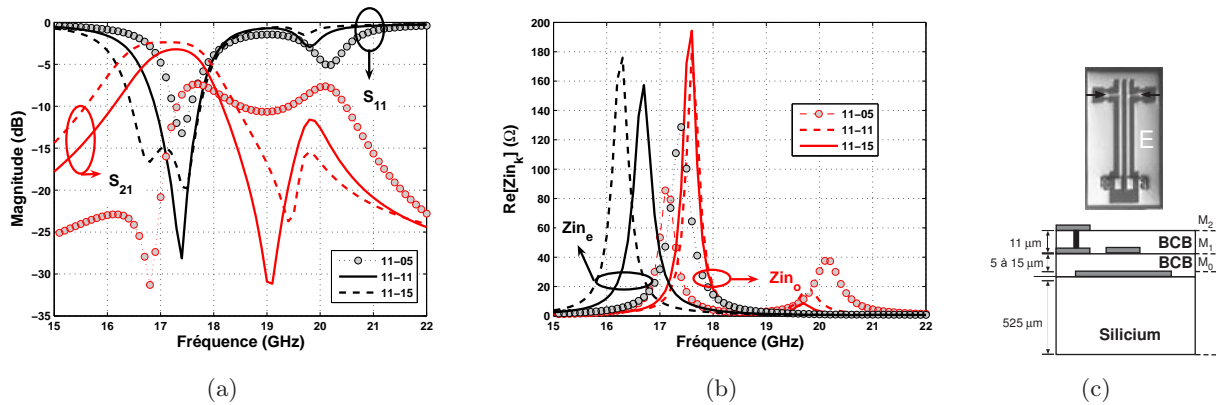 0
−5
−10
−15
−20
−25
−30
−35
15
16
17
18
19
20
21
22
Magnitude (dB)
Fréquence (GHz)
S11
S21
11−05
11−11
11−15
(a)
200
180
160
140
120
100
80
60
40
20
0
15
16
17
18
19
20
21
22
Re[Zink] (Ω)
Fréquence (GHz)
Zine
Zino
11−05
11−11
11−15
(b)
E
M2
11 µm
BCB
M1
5 à 15 µm
BCB
M0
525 µm
Silicium
(c)